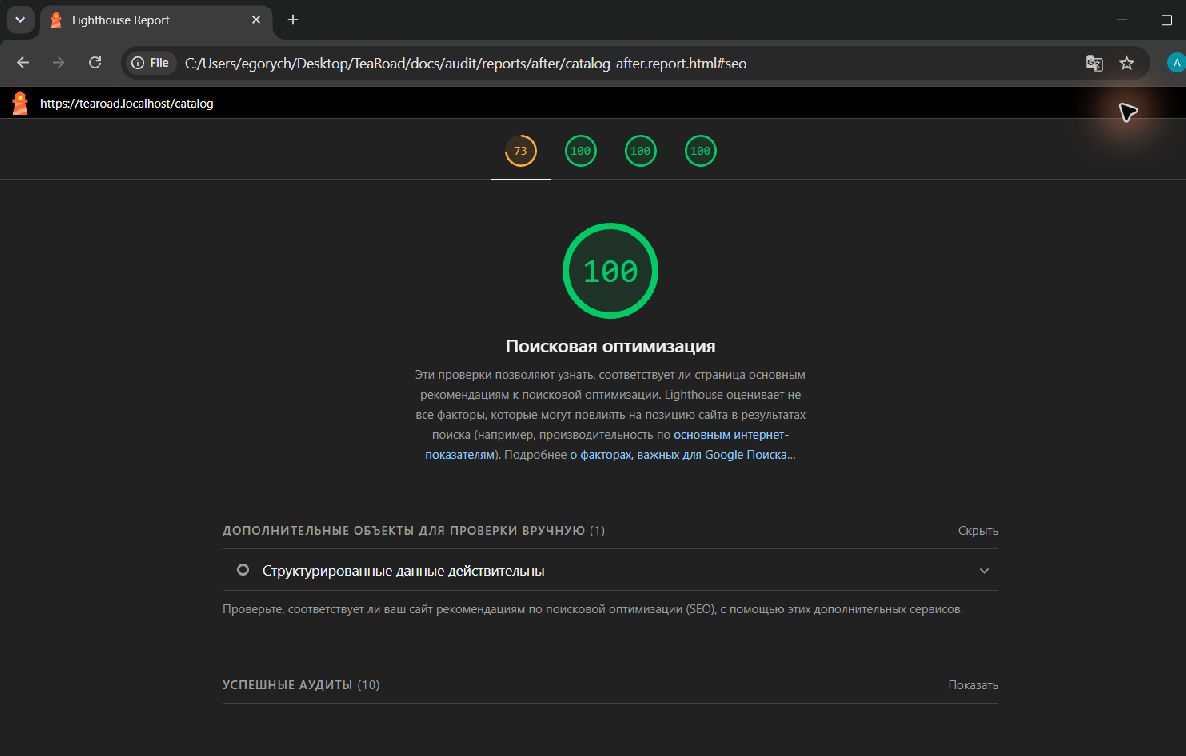 Lighthouse Report
File C:/Users/egorych/Desktop/TeaRoad/docs/audit/reports/after/catalog-after.report.html#seo
A
https://tearoad.localhost/catalog
73 100 100 100
100
Поисковая оптимизация
Эти проверки позволяют узнать, соответствует ли страница основным
рекомендациям к поисковой оптимизации. Lighthouse оценивает не
все факторы, которые могут повлиять на позицию сайта в результатах
поиска (например, производительность по основным интернет-
показателям). Подробнее о факторах, важных для Google Поиска…
ДОПОЛНИТЕЛЬНЫЕ ОБЪЕКТЫ ДЛЯ ПРОВЕРКИ ВРУЧНУЮ (1) Скрыть
Структурированные данные действительны
Проверьте, соответствует ли ваш сайт рекомендациям по поисковой оптимизации (SEO), с помощью этих дополнительных сервисов.
УСПЕШНЫЕ АУДИТЫ (10) Показать